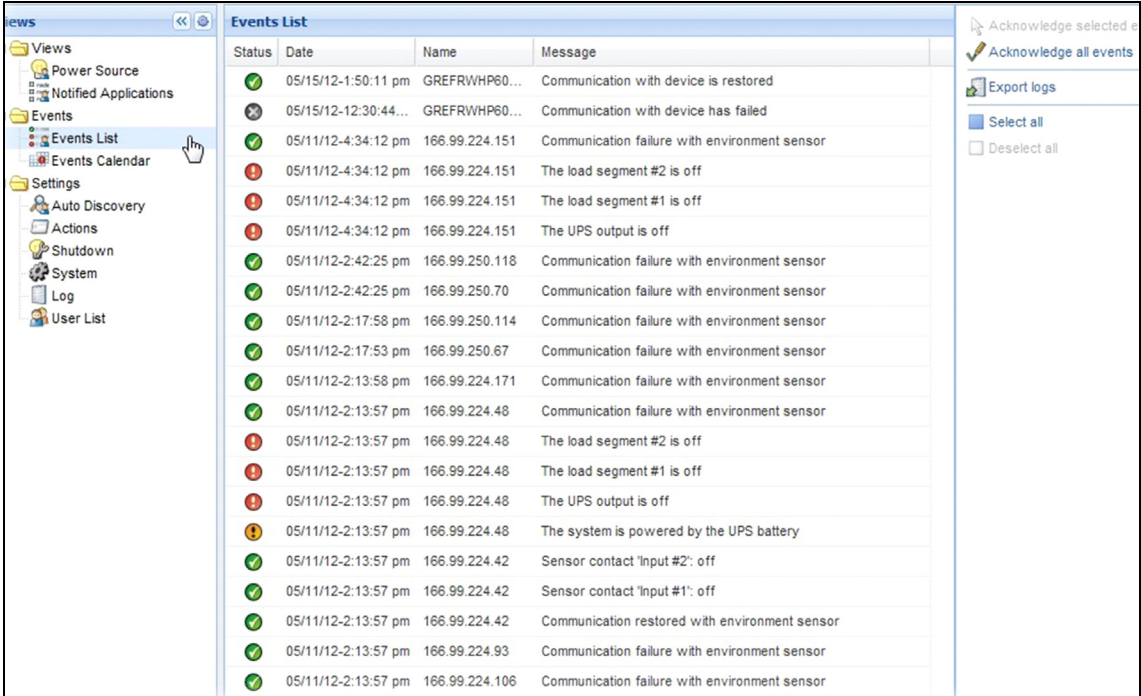 iews
Views
Power Source
Notified Applications
Events
Events List
Events Calendar
Settings
Auto Discovery
Actions
Shutdown
System
Log
User List
Events List
Status Date Name Message
05/15/12-1:50:11 pm GREFRWHP60... Communication with device is restored
05/15/12-12:30:44... GREFRWHP60... Communication with device has failed
05/11/12-4:34:12 pm 166.99.224.151 Communication failure with environment sensor
05/11/12-4:34:12 pm 166.99.224.151 The load segment #2 is off
05/11/12-4:34:12 pm 166.99.224.151 The load segment #1 is off
05/11/12-4:34:12 pm 166.99.224.151 The UPS output is off
05/11/12-2:42:25 pm 166.99.250.118 Communication failure with environment sensor
05/11/12-2:42:25 pm 166.99.250.70 Communication failure with environment sensor
05/11/12-2:17:58 pm 166.99.250.114 Communication failure with environment sensor
05/11/12-2:17:53 pm 166.99.250.67 Communication failure with environment sensor
05/11/12-2:13:58 pm 166.99.224.171 Communication failure with environment sensor
05/11/12-2:13:57 pm 166.99.224.48 Communication failure with environment sensor
05/11/12-2:13:57 pm 166.99.224.48 The load segment #2 is off
05/11/12-2:13:57 pm 166.99.224.48 The load segment #1 is off
05/11/12-2:13:57 pm 166.99.224.48 The UPS output is off
05/11/12-2:13:57 pm 166.99.224.48 The system is powered by the UPS battery
05/11/12-2:13:57 pm 166.99.224.42 Sensor contact 'Input #2': off
05/11/12-2:13:57 pm 166.99.224.42 Sensor contact 'Input #1': off
05/11/12-2:13:57 pm 166.99.224.42 Communication restored with environment sensor
05/11/12-2:13:57 pm 166.99.224.93 Communication failure with environment sensor
05/11/12-2:13:57 pm 166.99.224.106 Communication failure with environment sensor
Acknowledge selected e
Acknowledge all events
Export logs
Select all
Deselect all